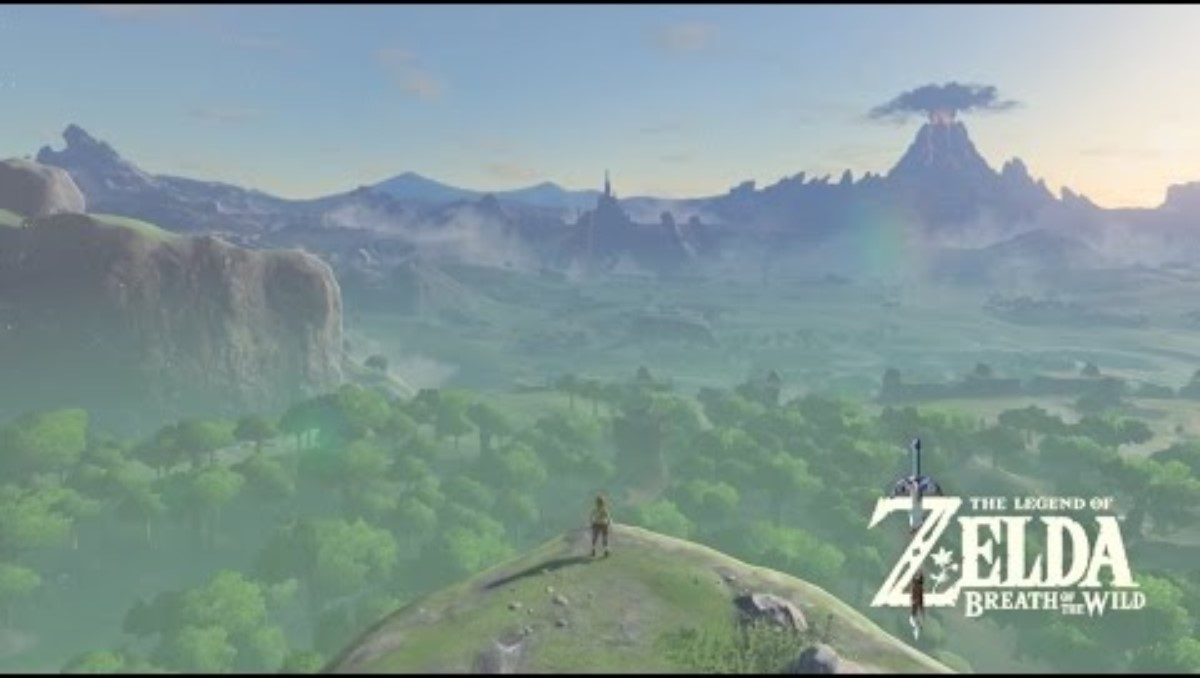 THE LEGEND OF
ZELDA
BREATH OF THE WILD